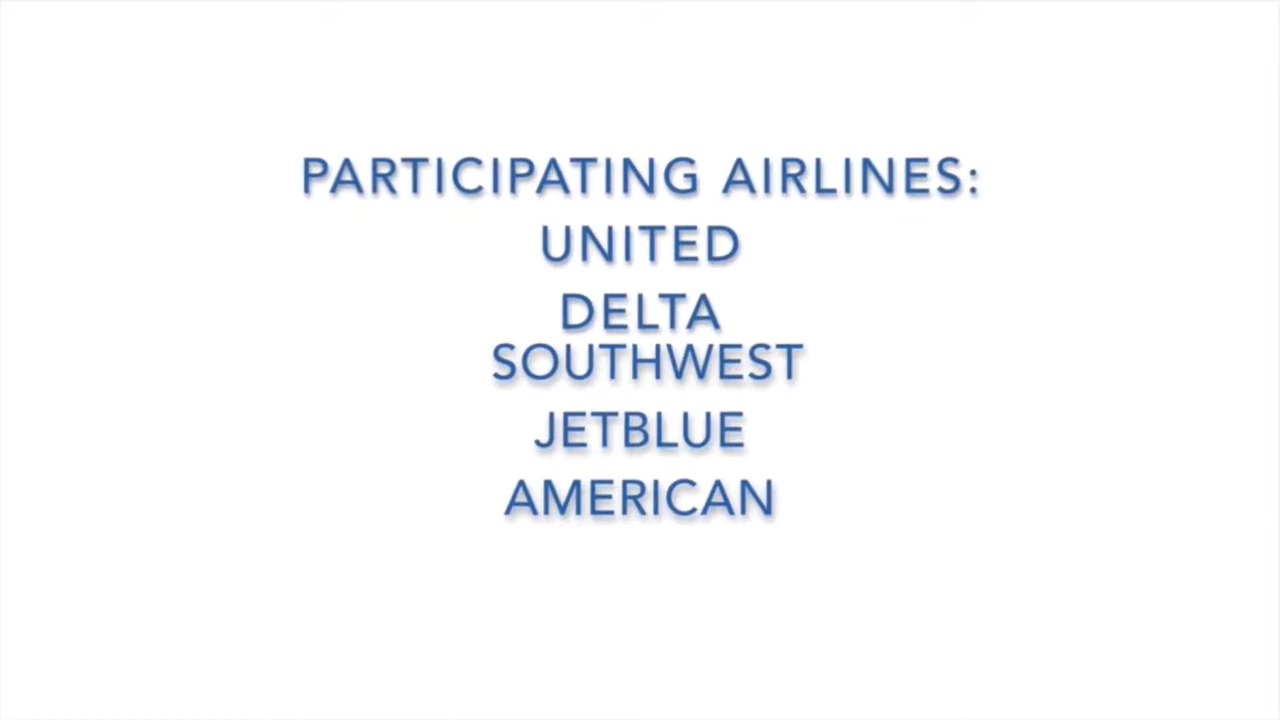 PARTICIPATING AIRLINES:
UNITED
DELTA
SOUTHWEST
JETBLUE
AMERICAN